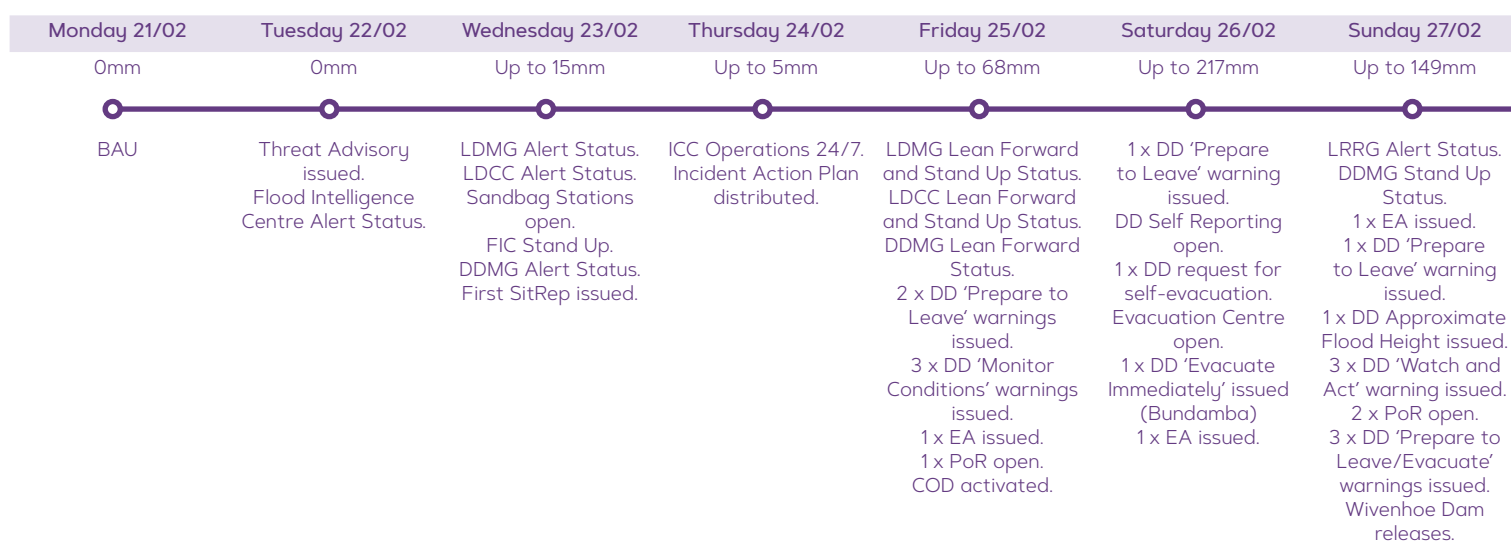 Monday 21/02
Tuesday 22/02
Wednesday 23/02
Thursday 24/02
Friday 25/02
Saturday 26/02
Sunday 27/02
0mm
0mm
Up to 15mm
Up to 5mm
Up to 68mm
Up to 217mm
Up to 149mm
BAU
Threat Advisory
issued.
Flood Intelligence
Centre Alert Status.
LDMG Alert Status.
LDCC Alert Status.
Sandbag Stations
open.
FIC Stand Up.
DDMG Alert Status.
First SitRep issued.
ICC Operations 24/7.
Incident Action Plan
distributed.
LDMG Lean Forward
and Stand Up Status.
LDCC Lean Forward
and Stand Up Status.
DDMG Lean Forward
Status.
2 x DD ‘Prepare to
Leave’ warnings
issued.
3 x DD ‘Monitor
Conditions’ warnings
issued.
1 x EA issued.
1 x PoR open.
COD activated.
1 x DD ‘Prepare
to Leave’ warning
issued.
DD Self Reporting
open.
1 x DD request for
self-evacuation.
Evacuation Centre
open.
1 x DD ‘Evacuate
Immediately’ issued
(Bundamba)
1 x EA issued.
LRRG Alert Status.
DDMG Stand Up
Status.
1 x EA issued.
1 x DD ‘Prepare
to Leave’ warning
issued.
1 x DD Approximate
Flood Height issued.
3 x DD ‘Watch and
Act’ warning issued.
2 x PoR open.
3 x DD ‘Prepare to
Leave/Evacuate’
warnings issued.
Wivenhoe Dam
releases.